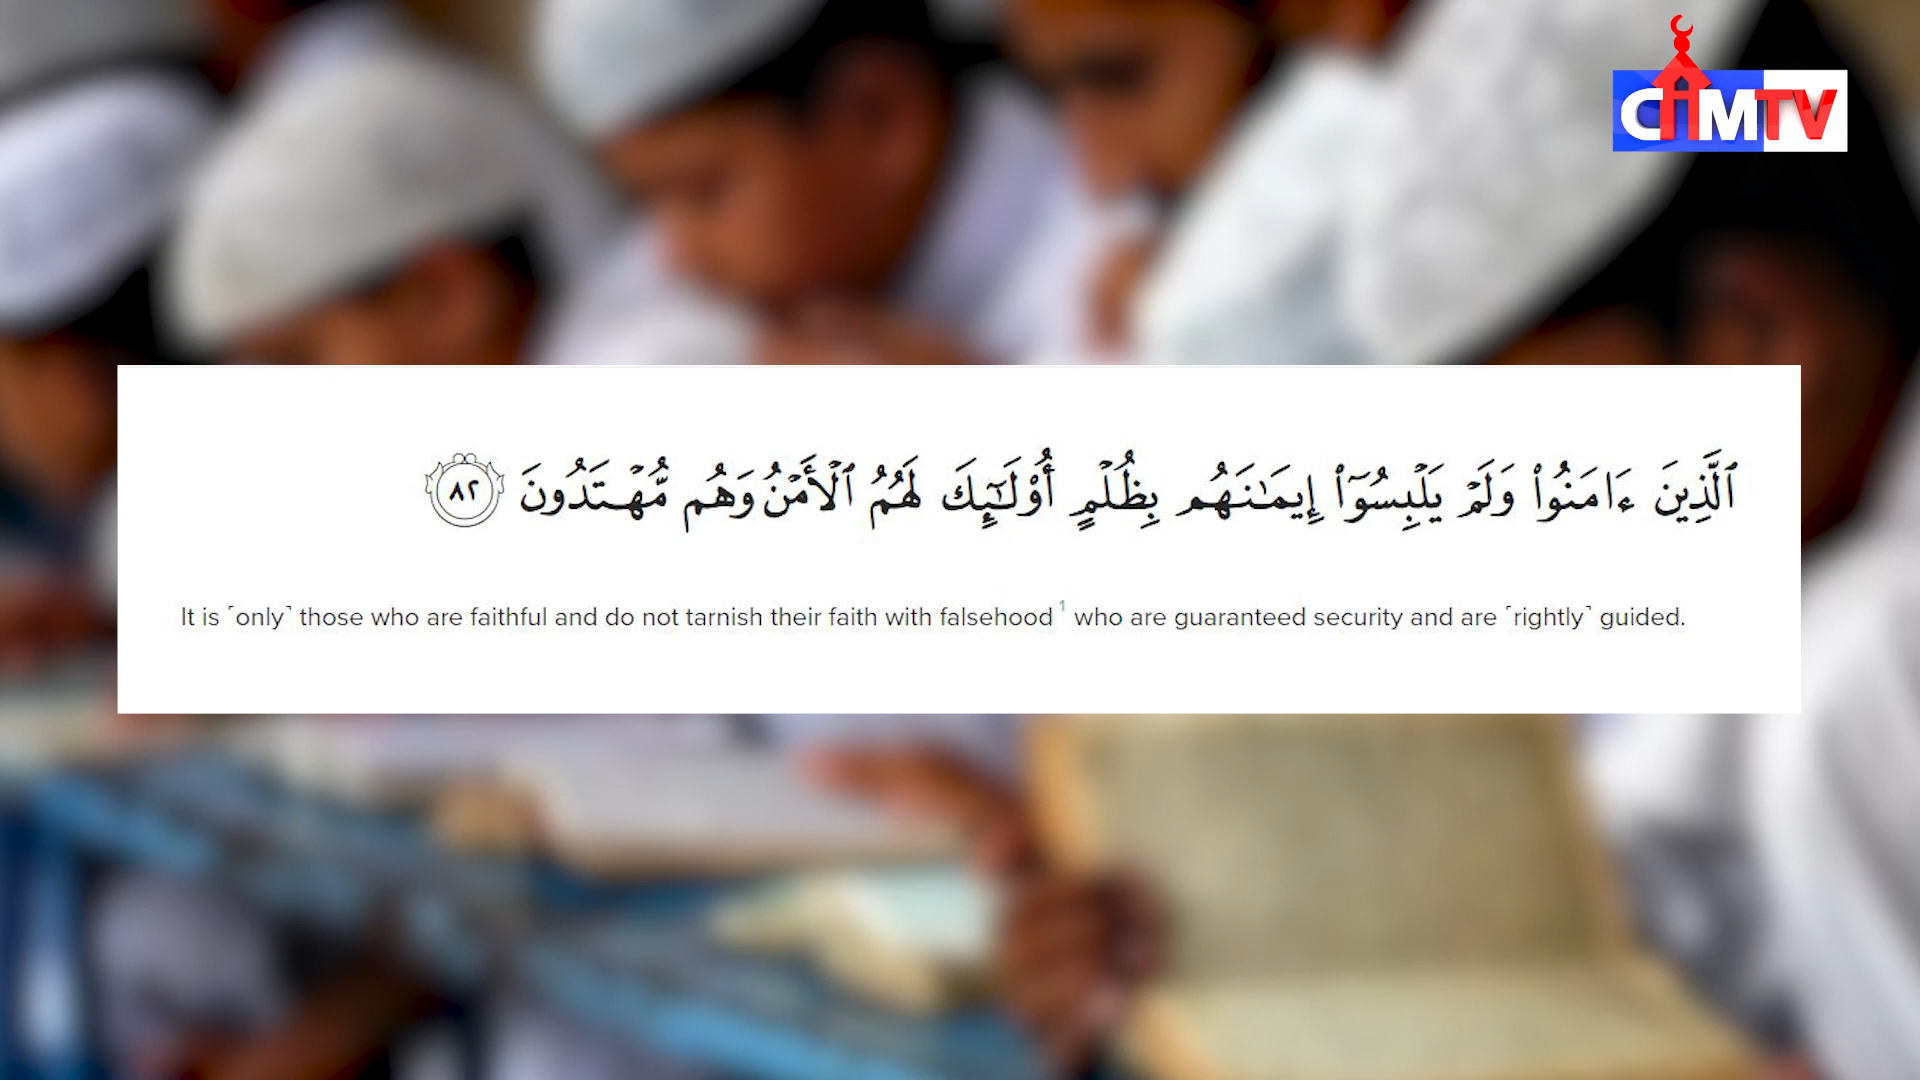 CIMTV
ٱلَّذِينَ ءَامَنُوا۟ وَلَمْ يَلْبِسُوٓا۟ إِيمَـٰنَهُم بِظُلْمٍ أُو۟لَـٰٓئِكَ لَهُمُ ٱلْأَمْنُ وَهُم مُّهْتَدُونَ ٨٢
It is ˹only˺ those who are faithful and do not tarnish their faith with falsehood ¹ who are guaranteed security and are ˹rightly˺ guided.